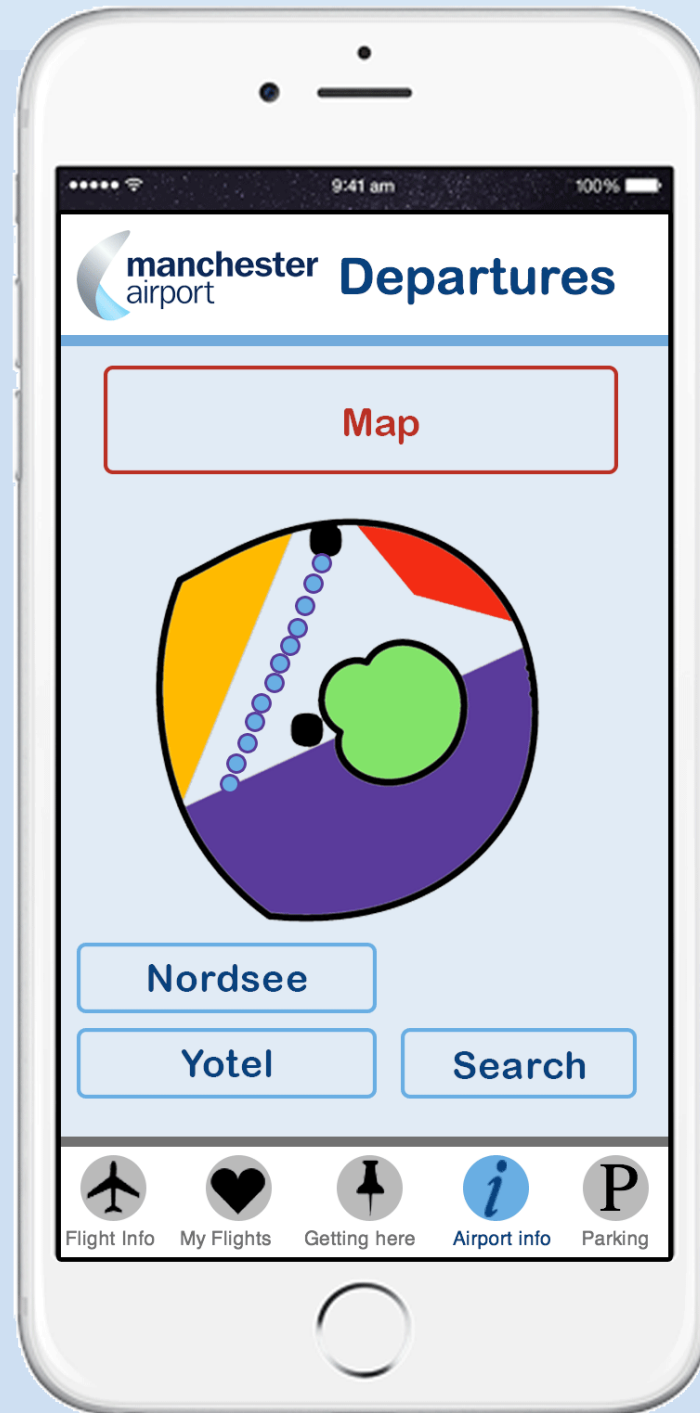 9:41 am 100%
manchester
airport
Departures
Map
Nordsee
Yotel Search
Flight Info My Flights Getting here Airport info Parking
i P